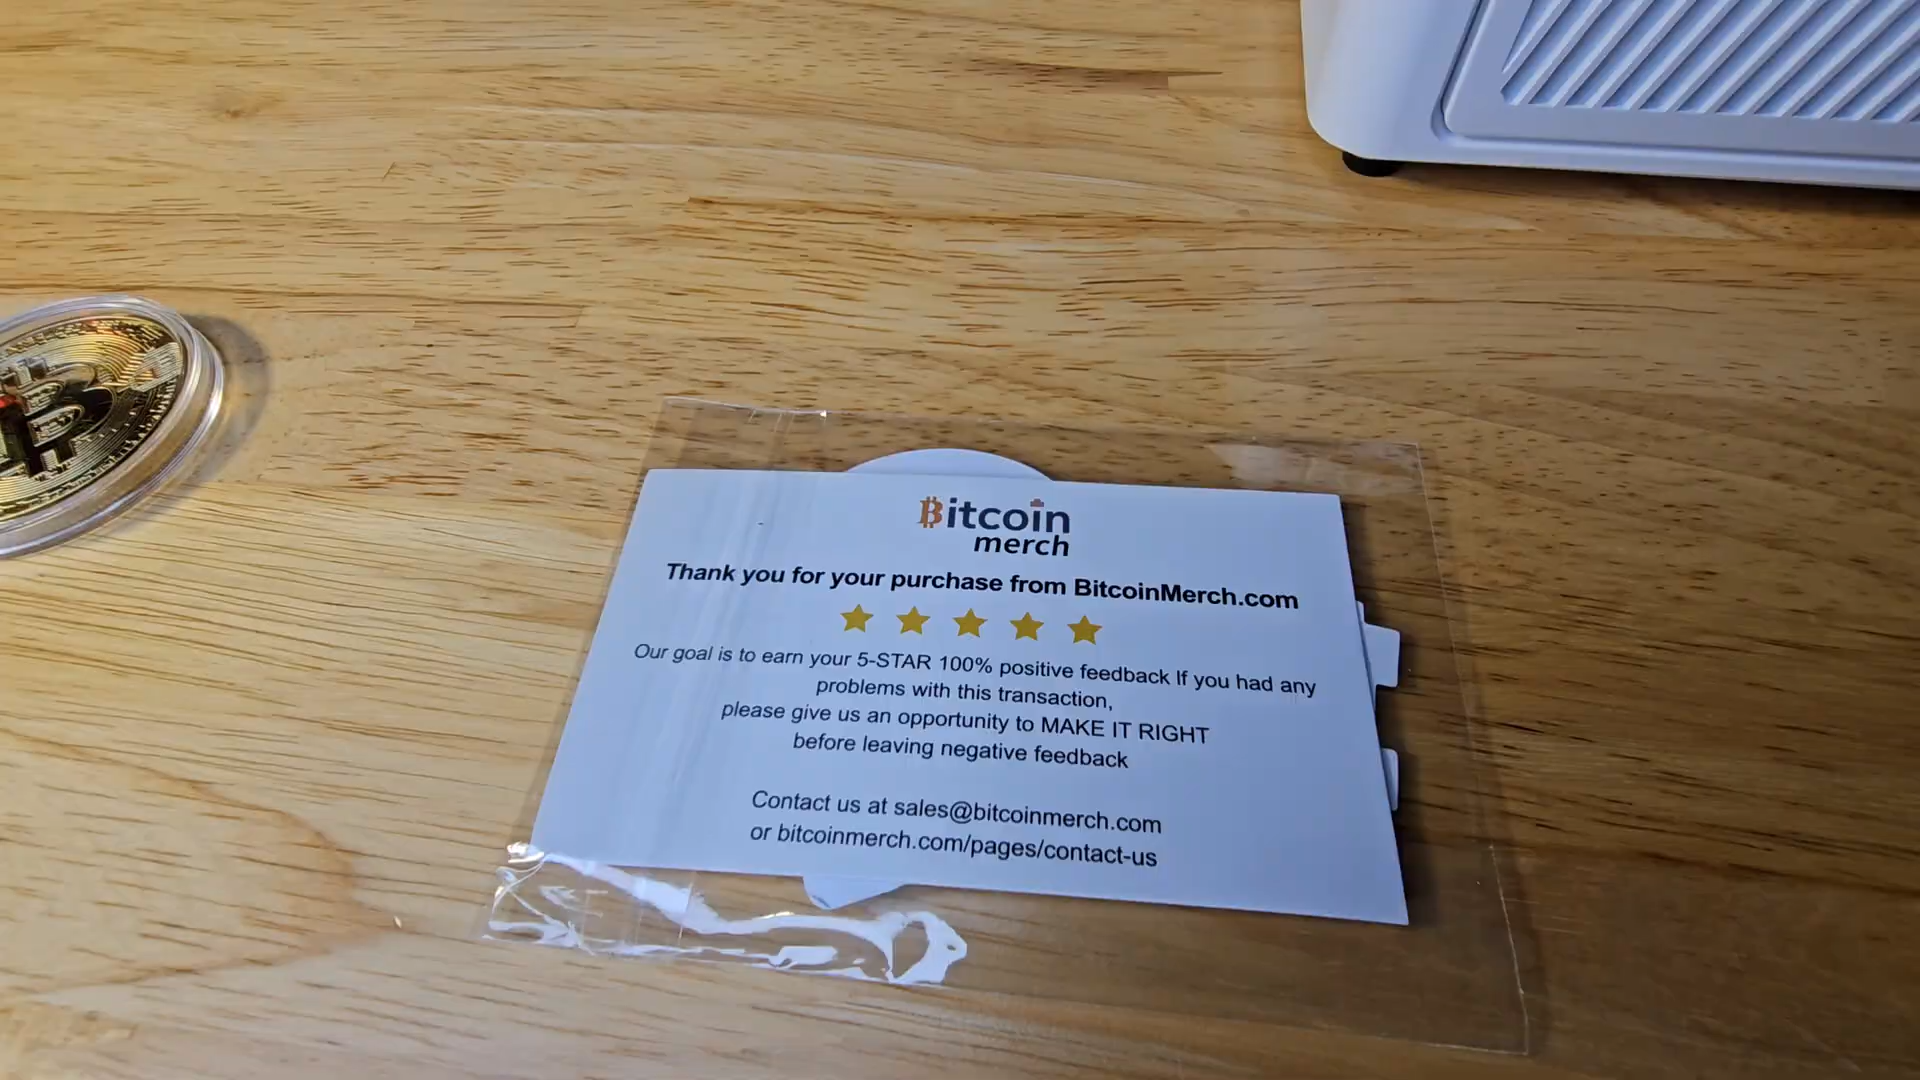 Bitcoin
merch
Thank you for your purchase from BitcoinMerch.com
Our goal is to earn your 5-STAR 100% positive feedback If you had any
problems with this transaction,
please give us an opportunity to MAKE IT RIGHT
before leaving negative feedback
Contact us at sales@bitcoinmerch.com
or bitcoinmerch.com/pages/contact-us